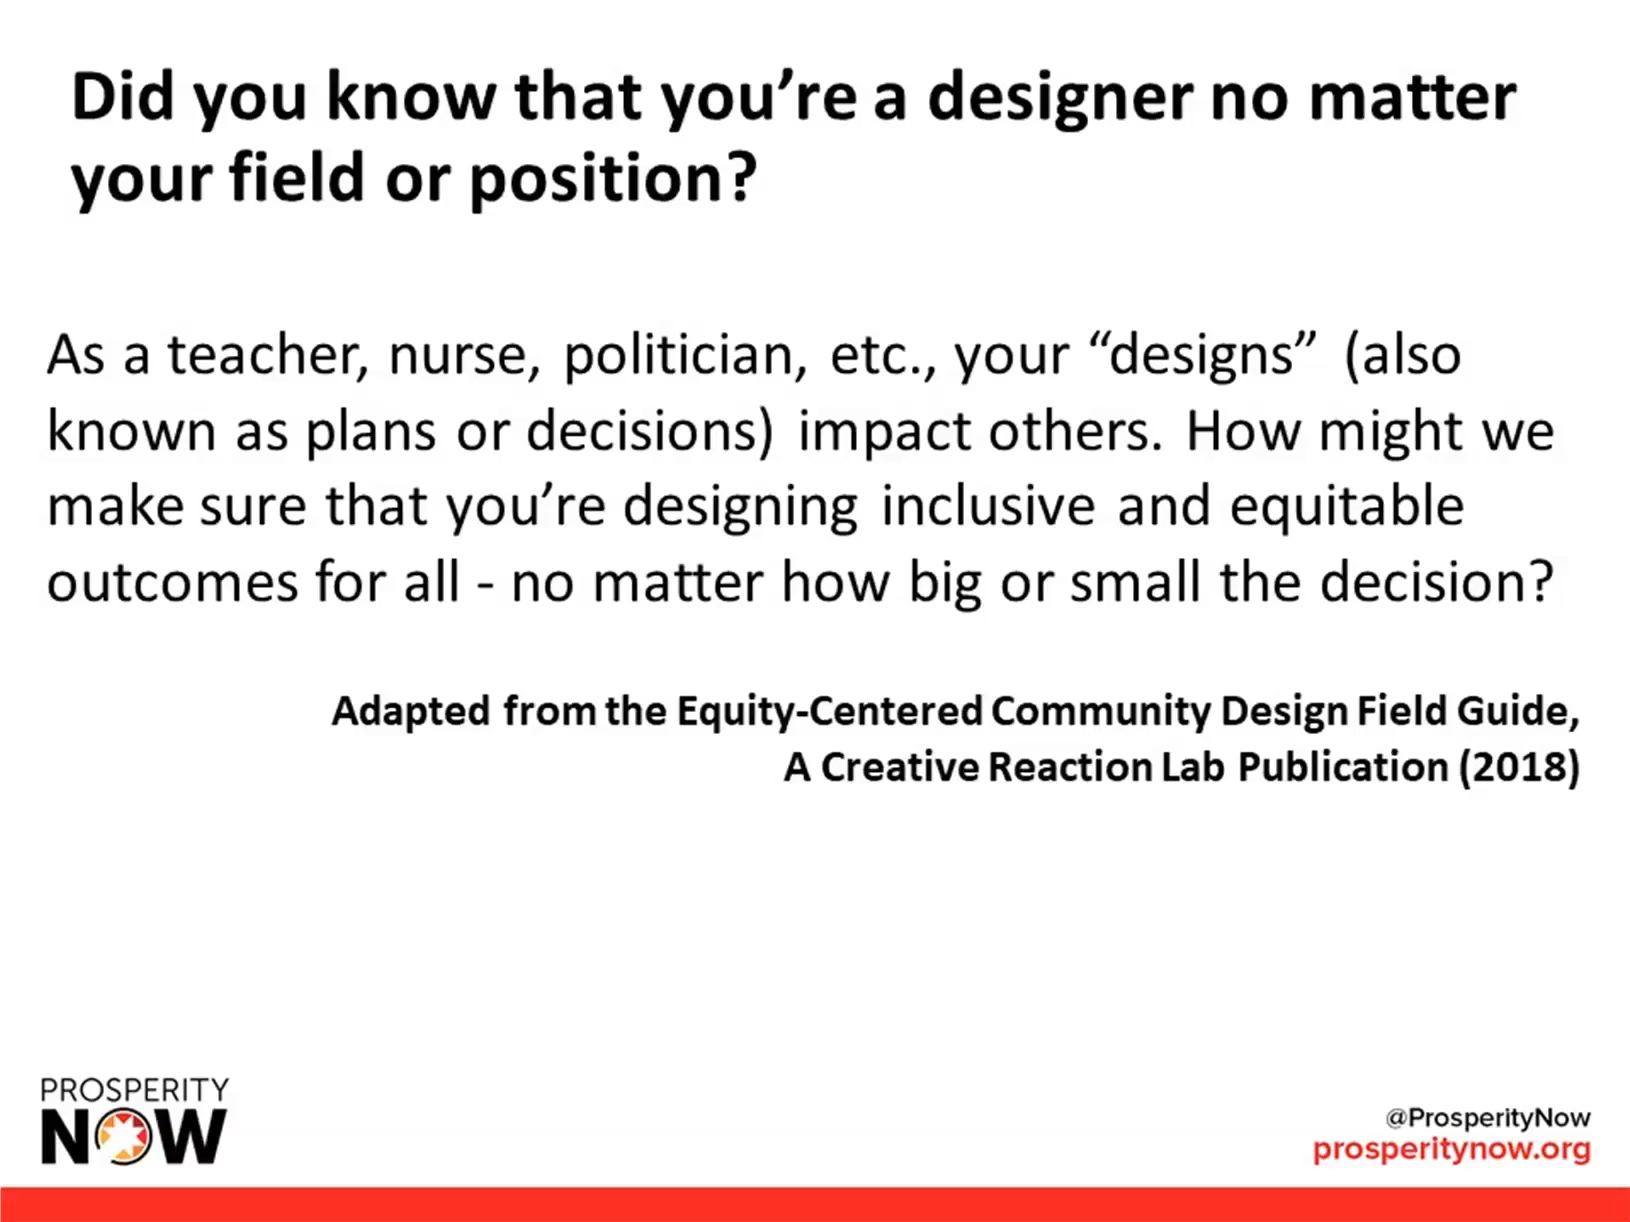 Did you know that you’re a designer no matter
your field or position?
As a teacher, nurse, politician, etc., your “designs” (also
known as plans or decisions) impact others. How might we
make sure that you’re designing inclusive and equitable
outcomes for all - no matter how big or small the decision?
Adapted from the Equity-Centered Community Design Field Guide,
A Creative Reaction Lab Publication (2018)
PROSPERITY
NOW
@ProsperityNow
prosperitynow.org